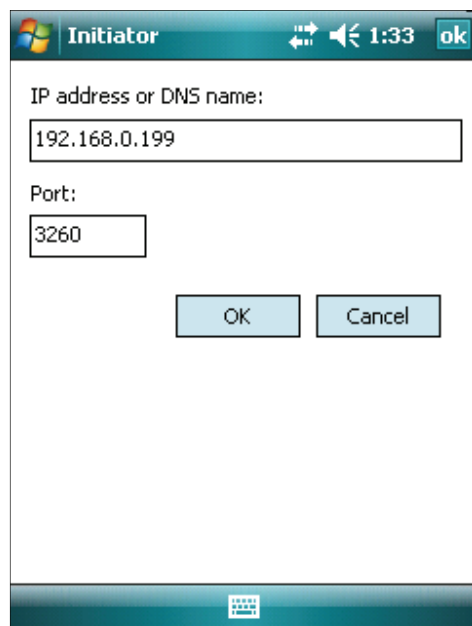 Initiator 1:33 ok
IP address or DNS name:
192.168.0.199
Port:
3260
OK Cancel